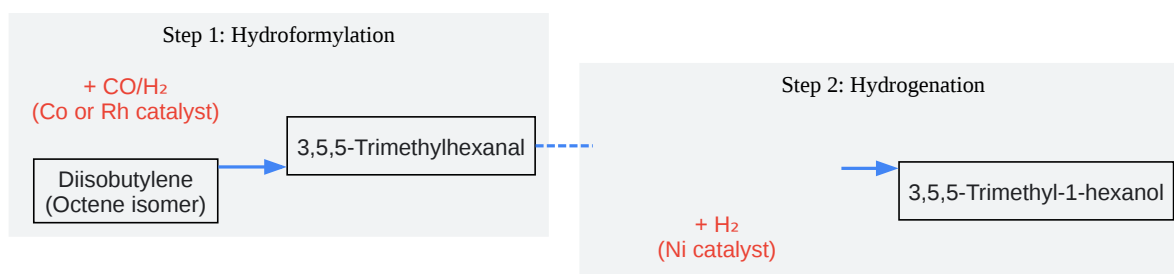 Step 1: Hydroformylation
+ CO/H₂
(Co or Rh catalyst)
Diisobutylene
(Octene isomer)
3,5,5-Trimethylhexanal
Step 2: Hydrogenation
+ H₂
(Ni catalyst)
3,5,5-Trimethyl-1-hexanol